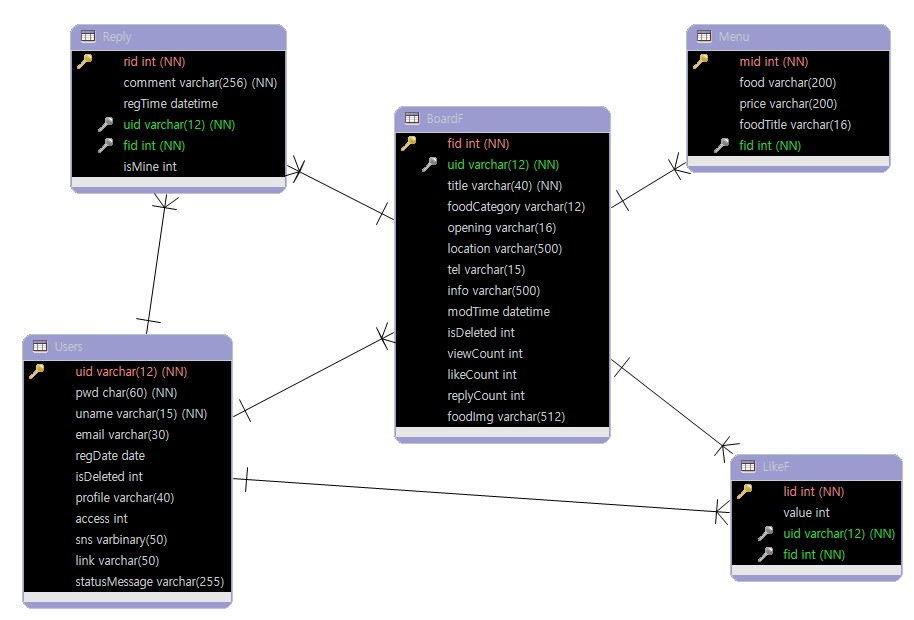 Reply
rid int (NN)
comment varchar(256) (NN)
regTime datetime
uid varchar(12) (NN)
fid int (NN)
isMine int
Menu
mid int (NN)
food varchar(200)
price varchar(200)
foodTitle varchar(16)
fid int (NN)
BoardF
fid int (NN)
uid varchar(12) (NN)
title varchar(40) (NN)
foodCategory varchar(12)
opening varchar(16)
location varchar(500)
tel varchar(15)
info varchar(500)
modTime datetime
isDeleted int
viewCount int
likeCount int
replyCount int
foodImg varchar(512)
Users
uid varchar(12) (NN)
pwd char(60) (NN)
uname varchar(15) (NN)
email varchar(30)
regDate date
isDeleted int
profile varchar(40)
access int
sns varbinary(50)
link varchar(50)
statusMessage varchar(255)
LikeF
lid int (NN)
value int
uid varchar(12) (NN)
fid int (NN)